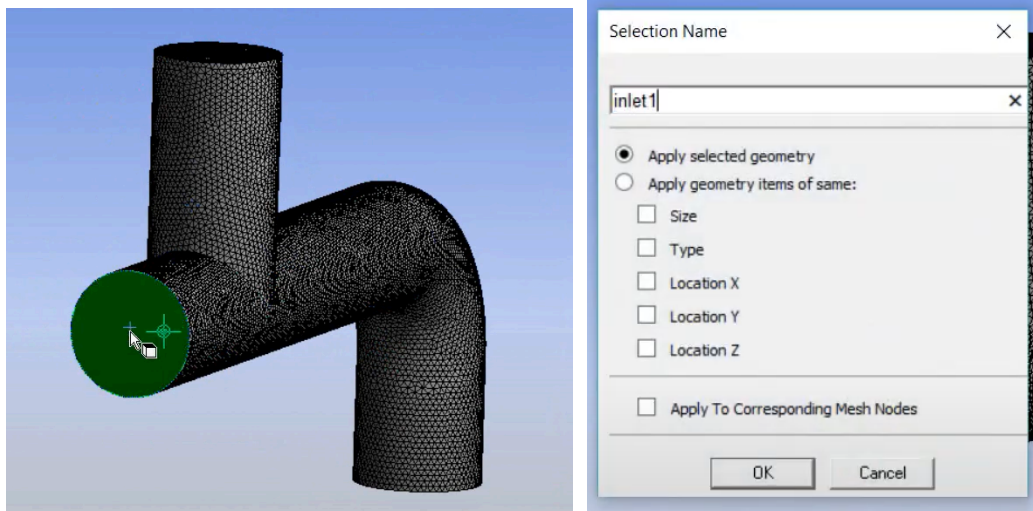 Selection Name
inlet1
Apply selected geometry
Apply geometry items of same:
Size
Type
Location X
Location Y
Location Z
Apply To Corresponding Mesh Nodes
OK
Cancel